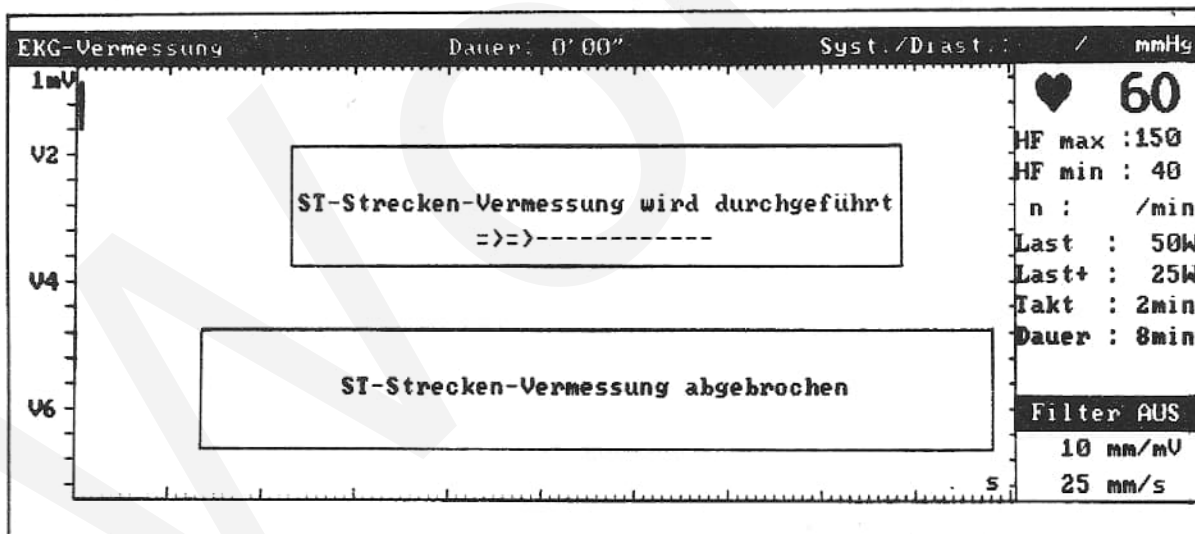 EKG-Vermessung Dauer: 0'00" Syst./Diast.: / mmHg
1mV
V2
V4
V6
ST-Strecken-Vermessung wird durchgeführt
=>=>-------------
ST-Strecken-Vermessung abgebrochen
s
♥ 60
HF max :150
HF min : 40
n : /min
Last : 50W
Last+ : 25W
Takt : 2min
Dauer : 8min
Filter AUS
10 mm/mV
25 mm/s